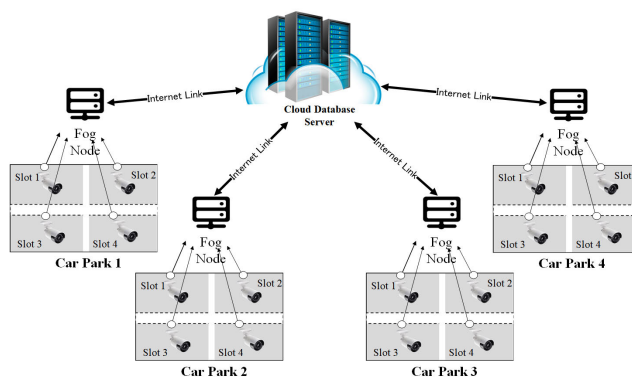 Cloud Database
Server
Internet Link
Internet Link
Internet Link
Internet Link
Fog
Node
Slot 1
Slot 2
Slot 3
Slot 4
Car Park 1
Fog
Node
Slot 1
Slot 2
Slot 3
Slot 4
Car Park 2
Fog
Node
Slot 1
Slot 2
Slot 3
Slot 4
Car Park 3
Fog
Node
Slot 1
Slot
Slot 3
Slot 4
Car Park 4